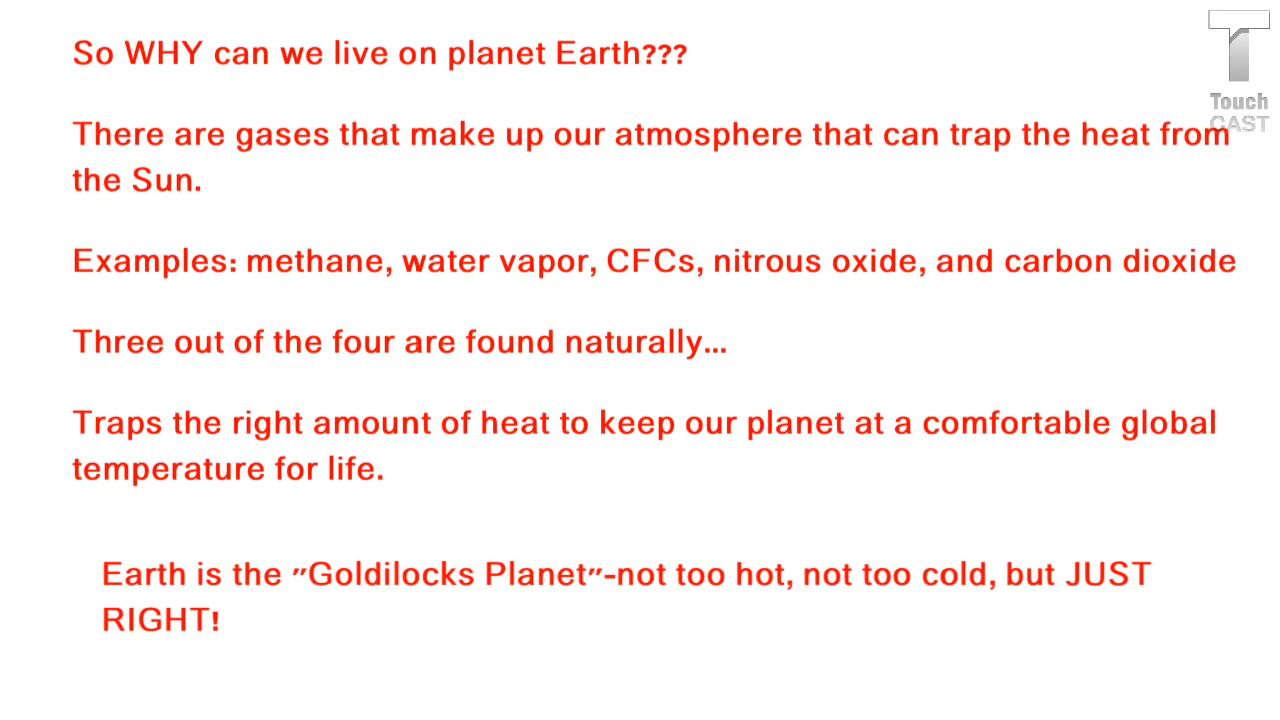 So WHY can we live on planet Earth???
There are gases that make up our atmosphere that can trap the heat from
the Sun.
Examples: methane, water vapor, CFCs, nitrous oxide, and carbon dioxide
Three out of the four are found naturally...
Traps the right amount of heat to keep our planet at a comfortable global
temperature for life.
Earth is the "Goldilocks Planet"-not too hot, not too cold, but JUST
RIGHT!
T
Touch
CAST